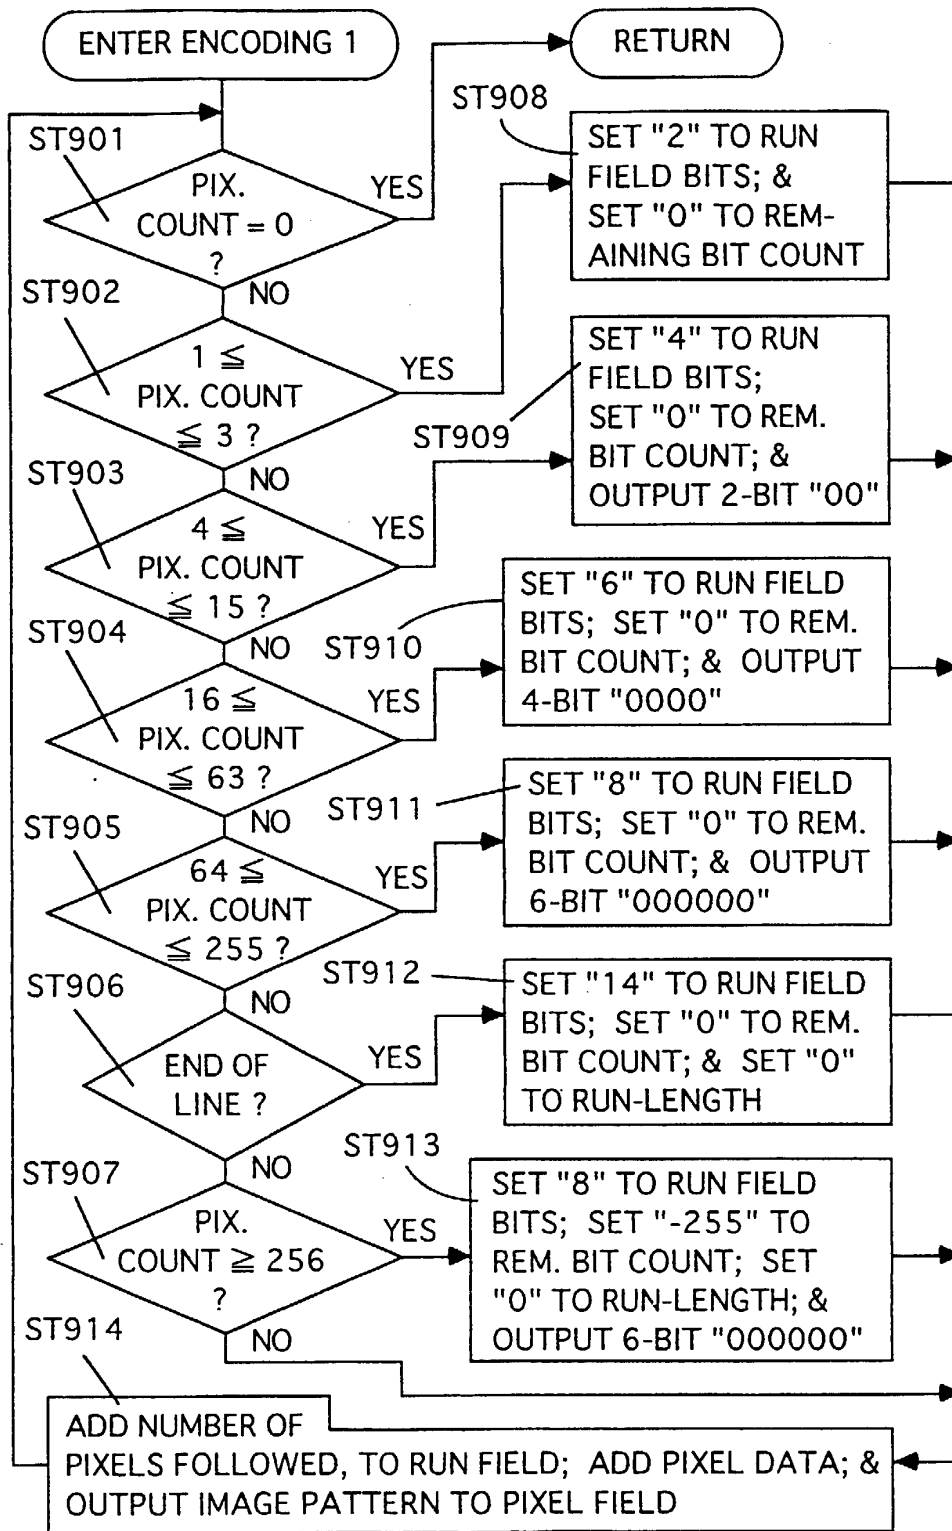 ENTER ENCODING 1
RETURN
ST901
PIX.
COUNT = 0
?
YES
NO
ST908
SET "2" TO RUN
FIELD BITS; &
SET "0" TO REM-
AINING BIT COUNT
ST902
1 ≦
PIX. COUNT
≦ 3 ?
YES
NO
ST909
SET "4" TO RUN
FIELD BITS;
SET "0" TO REM.
BIT COUNT; &
OUTPUT 2-BIT "00"
ST903
4 ≦
PIX. COUNT
≦ 15 ?
YES
NO
ST910
SET "6" TO RUN FIELD
BITS; SET "0" TO REM.
BIT COUNT; & OUTPUT
4-BIT "0000"
ST904
16 ≦
PIX. COUNT
≦ 63 ?
YES
NO
ST911
SET "8" TO RUN FIELD
BITS; SET "0" TO REM.
BIT COUNT; & OUTPUT
6-BIT "000000"
ST905
64 ≦
PIX. COUNT
≦ 255 ?
YES
NO
ST912
SET "14" TO RUN FIELD
BITS; SET "0" TO REM.
BIT COUNT; & SET "0"
TO RUN-LENGTH
ST906
END OF
LINE ?
YES
NO
ST913
SET "8" TO RUN FIELD
BITS; SET "-255" TO
REM. BIT COUNT; SET
"0" TO RUN-LENGTH; &
OUTPUT 6-BIT "000000"
ST907
PIX.
COUNT ≧ 256
?
YES
NO
ST914
ADD NUMBER OF
PIXELS FOLLOWED, TO RUN FIELD; ADD PIXEL DATA; &
OUTPUT IMAGE PATTERN TO PIXEL FIELD